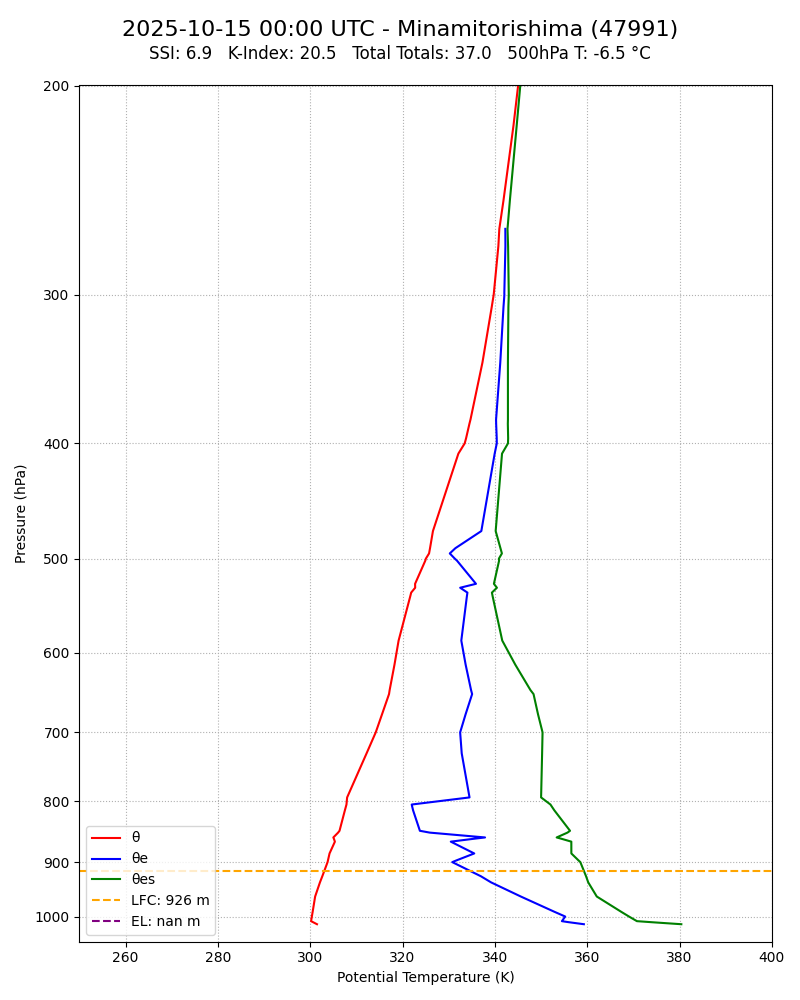 2025-10-15 00:00 UTC - Minamitorishima (47991)
SSI: 6.9 K-Index: 20.5 Total Totals: 37.0 500hPa T: -6.5 °C
200
300
400
500
600
700
800
900
1000
Pressure (hPa)
θ
θe
θes
LFC: 926 m
EL: nan m
260 280 300 320 340 360 380 400
Potential Temperature (K)